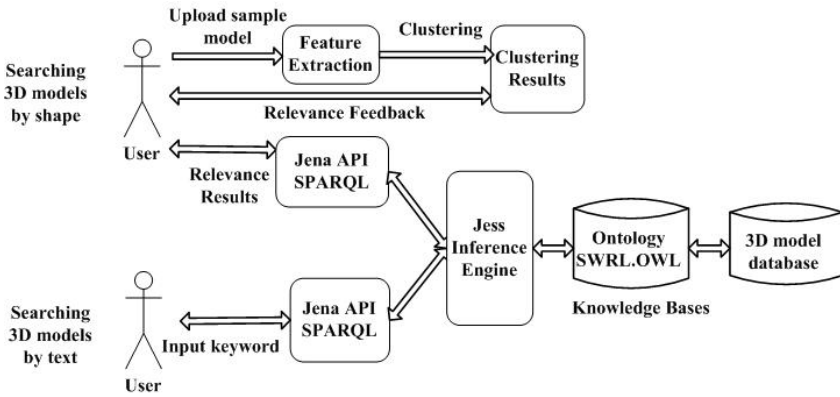 Upload sample
model
Feature
Extraction
Clustering
Clustering
Results
Searching
3D models
by shape
User
Relevance Feedback
Relevance
Results
Jena API
SPARQL
Jess
Inference
Engine
Ontology
SWRL.OWL
3D model
database
Knowledge Bases
Searching
3D models
by text
User
Input keyword
Jena API
SPARQL